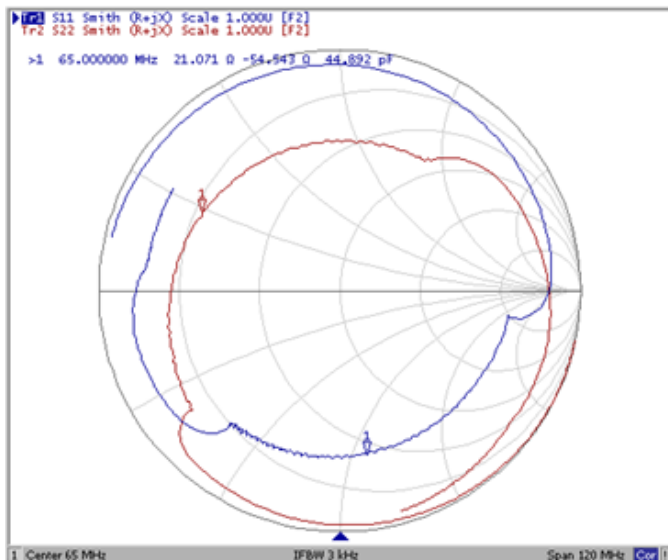 Tr1 S11 Smith (R+jX) Scale 1.000U [F2]
Tr2 S22 Smith (R+jX) Scale 1.000U [F2]
>1 65.000000 MHz 21.071 Ω -54.543 Ω 44.892 pF
1
1
1 Center 65 MHz IFBW 3 kHz Span 120 MHz Cor